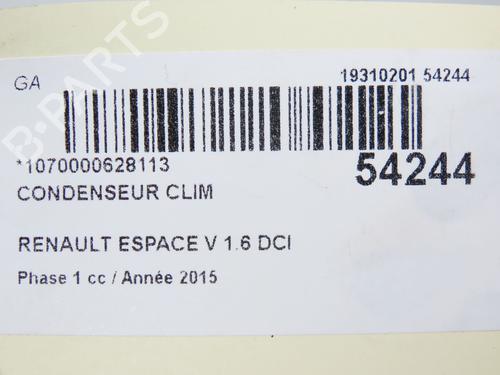 GA
19310201 54244
*1070000628113
54244
CONDENSEUR CLIM
RENAULT ESPACE V 1.6 DCI
Phase 1 cc / Année 2015
B-PARTS